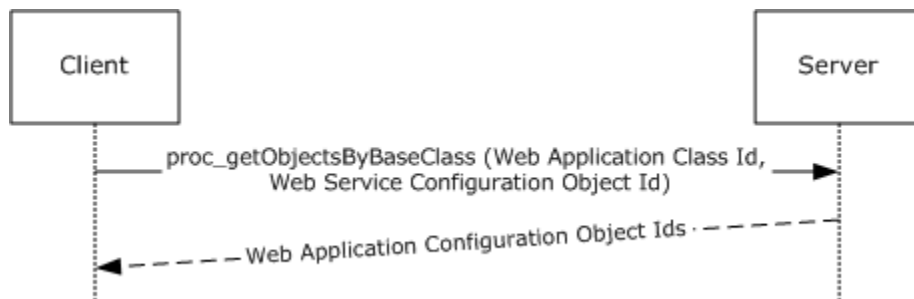 Client
Server
proc_getObjectsByBaseClass (Web Application Class Id,
Web Service Configuration Object Id)
Web Application Configuration Object Ids